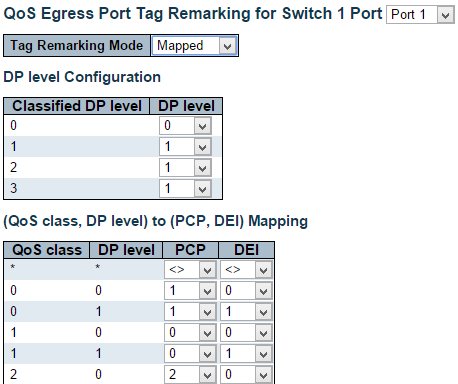 QoS Egress Port Tag Remarking for Switch 1 Port Port 1
Tag Remarking Mode Mapped
DP level Configuration
Classified DP level DP level
0 0
1 1
2 1
3 1
(QoS class, DP level) to (PCP, DEI) Mapping
QoS class DP level PCP DEI
* * <> <>
0 0 1 0
0 1 1 1
1 0 0 0
1 1 0 1
2 0 2 0